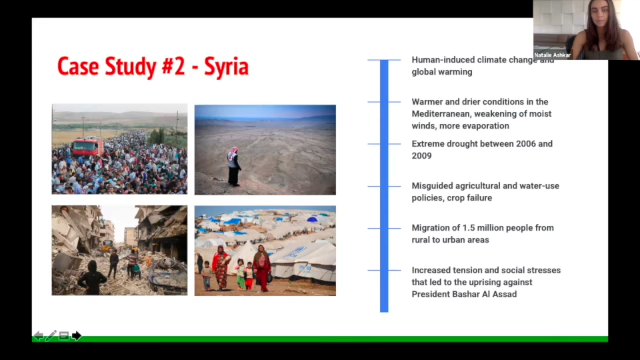 Natalie Ashkar
Case Study #2 - Syria
Human-induced climate change and
global warming
Warmer and drier conditions in the
Mediterranean, weakening of moist
winds, more evaporation
Extreme drought between 2006 and
2009
Misguided agricultural and water-use
policies, crop failure
Migration of 1.5 million people from
rural to urban areas
Increased tension and social stresses
that led to the uprising against
President Bashar Al Assad